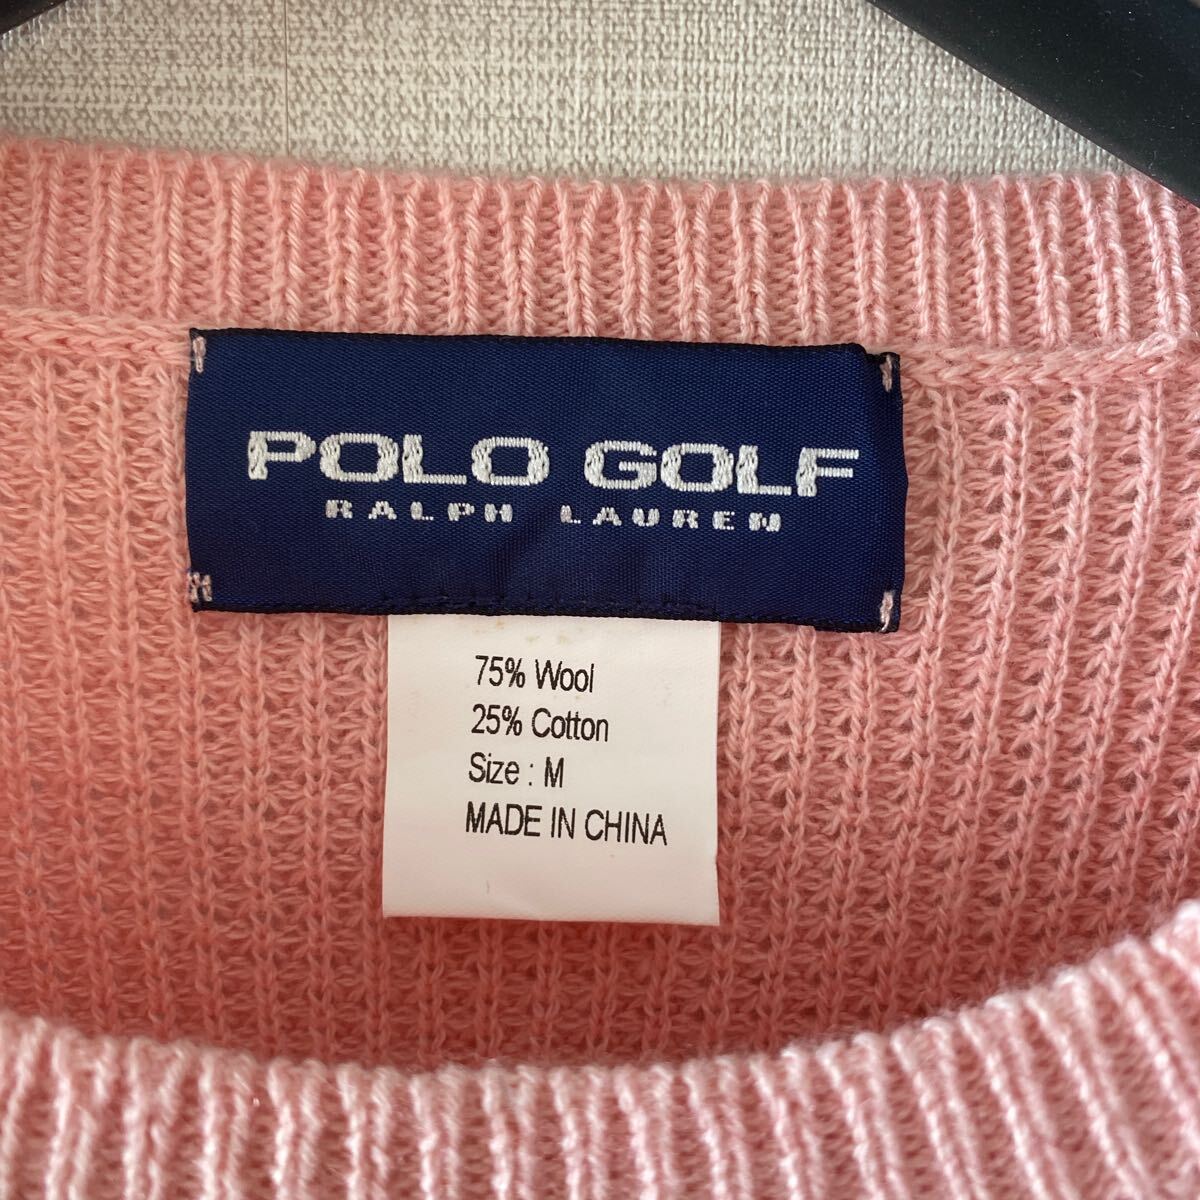 POLO GOLF
RALPH LAUREN
75% Wool
25% Cotton
Size : M
MADE IN CHINA